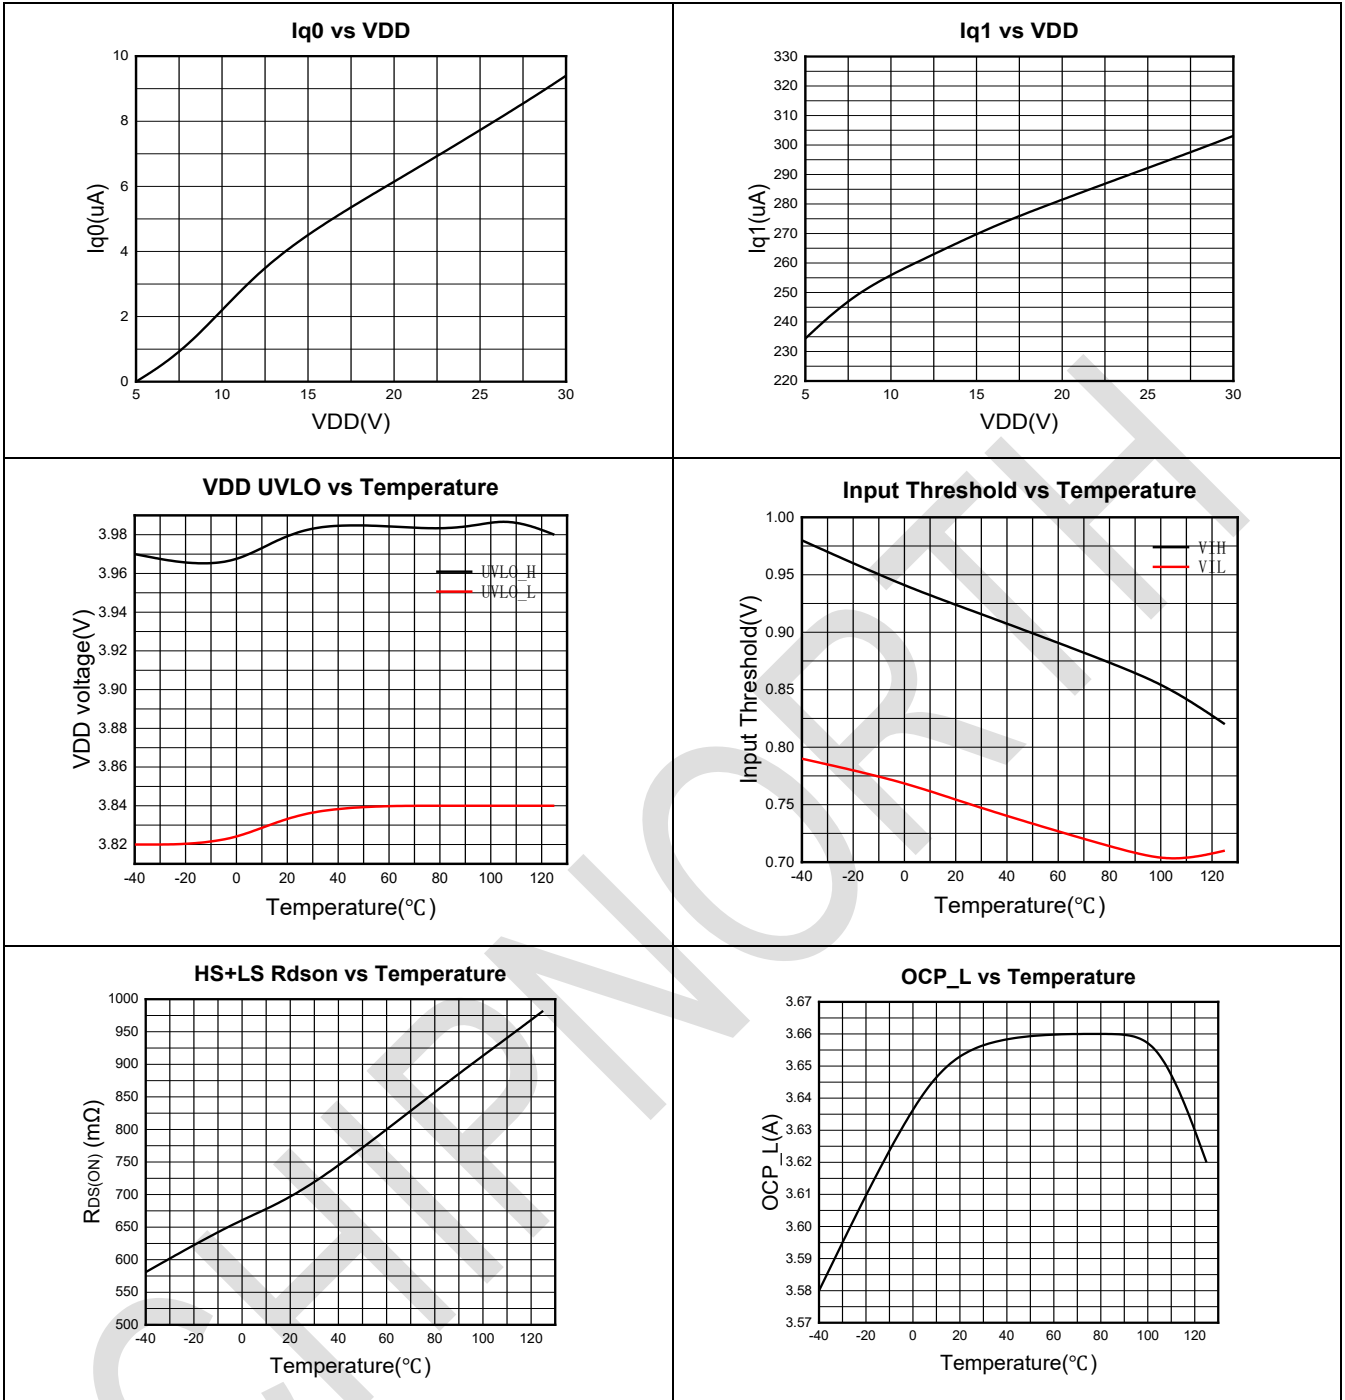 Iq0 vs VDD
10
8
6
4
2
0
Iq0(uA)
5 10 15 20 25 30
VDD(V)
Iq1 vs VDD
330
320
310
300
290
280
270
260
250
240
230
220
Iq1(uA)
5 10 15 20 25 30
VDD(V)
VDD UVLO vs Temperature
3.98
3.96
3.94
3.92
3.90
3.88
3.86
3.84
3.82
VDD voltage(V)
UVLO_H
UVLO_L
-40 -20 0 20 40 60 80 100 120
Temperature(℃)
Input Threshold vs Temperature
1.00
0.95
0.90
0.85
0.80
0.75
0.70
Input Threshold(V)
VIH
VIL
-40 -20 0 20 40 60 80 100 120
Temperature(℃)
HS+LS Rdson vs Temperature
1000
950
900
850
800
750
700
650
600
550
500
RDS(ON) (mΩ)
-40 -20 0 20 40 60 80 100 120
Temperature(℃)
OCP_L vs Temperature
3.67
3.66
3.65
3.64
3.63
3.62
3.61
3.60
3.59
3.58
3.57
OCP_L(A)
-40 -20 0 20 40 60 80 100 120
Temperature(℃)
CHIPNORTH